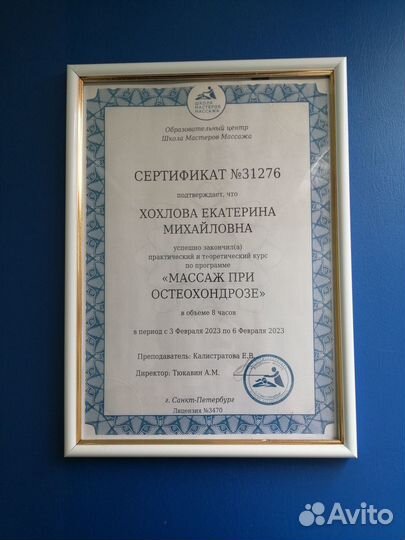 ШКОЛА
МАСТЕРОВ
МАССАЖА
Образовательный центр
Школа Мастеров Массажа
СЕРТИФИКАТ №31276
подтверждает, что
ХОХЛОВА ЕКАТЕРИНА
МИХАЙЛОВНА
успешно закончил(а)
практический и теоретический курс
по программе
«МАССАЖ ПРИ
ОСТЕОХОНДРОЗЕ»
в объеме 8 часов
в период с 3 Февраля 2023 по 6 Февраля 2023
Преподаватель: Калистратова Е.В.
Директор: Тюкавин А.М.
г. Санкт-Петербург
Лицензия №3470
Avito